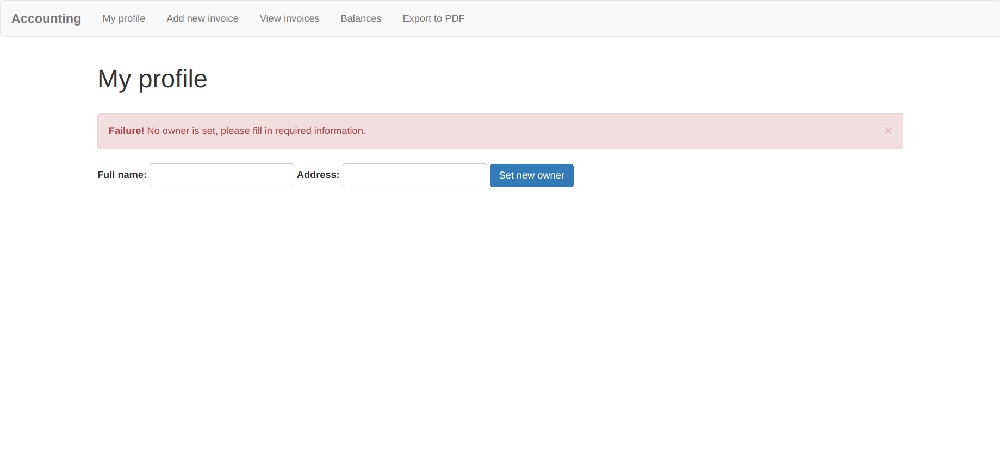 Accounting My profile Add new invoice View invoices Balances Export to PDF
My profile
Failure! No owner is set, please fill in required information. ×
Full name: Address: Set new owner